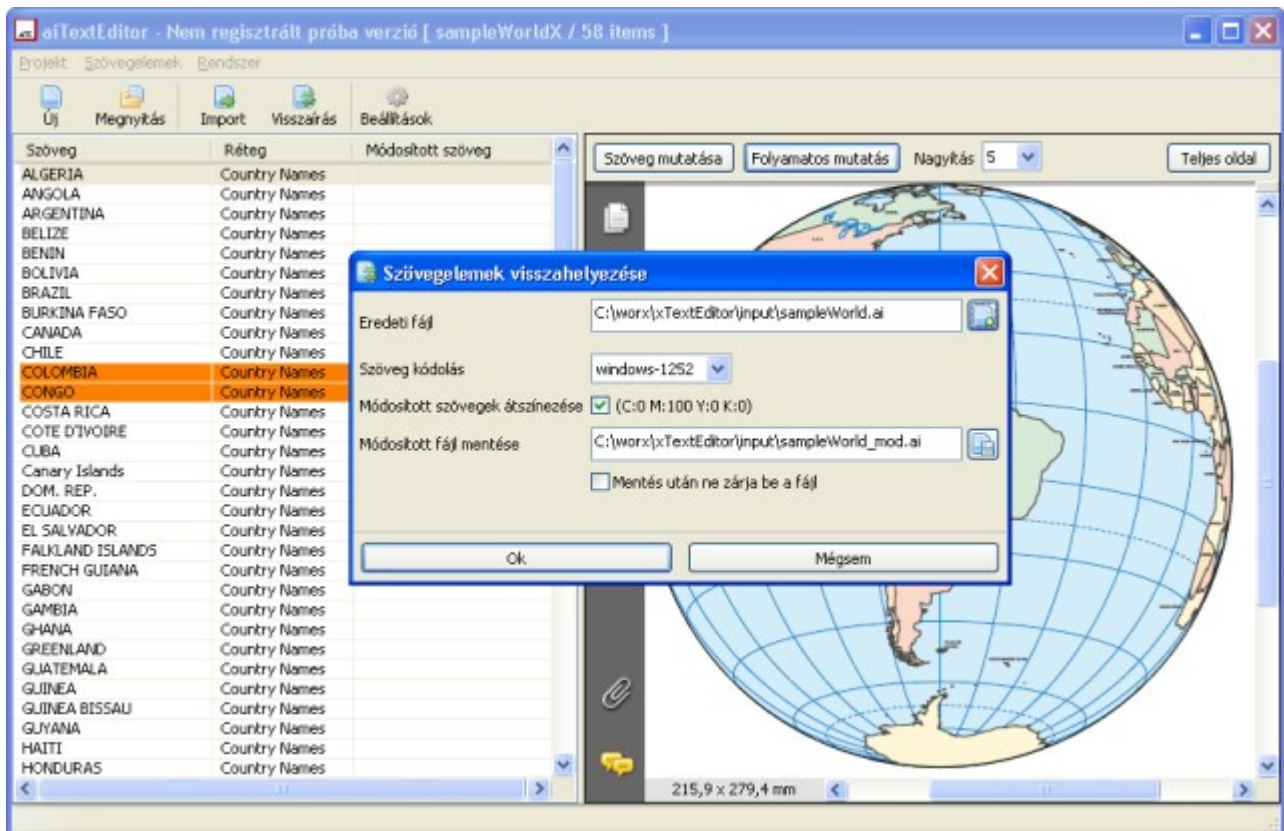 aiTextEditor - Nem regisztrált próba verzió [ sampleWorldX / 58 items ]
Projekt Szövegelemek Rendszer
Új Megnyitás Import Visszaírás Beállítások
Szöveg Réteg Módosított szöveg
ALGERIA Country Names
ANGOLA Country Names
ARGENTINA Country Names
BELIZE Country Names
BENIN Country Names
BOLIVIA Country Names
BRAZIL Country Names
BURKINA FASO Country Names
CANADA Country Names
CHILE Country Names
COLOMBIA Country Names
CONGO Country Names
COSTA RICA Country Names
COTE D'IVOIRE Country Names
CUBA Country Names
Canary Islands Country Names
DOM. REP. Country Names
ECUADOR Country Names
EL SALVADOR Country Names
FALKLAND ISLANDS Country Names
FRENCH GUIANA Country Names
GABON Country Names
GAMBIA Country Names
GHANA Country Names
GREENLAND Country Names
GUATEMALA Country Names
GUINEA Country Names
GUINEA BISSAU Country Names
GUYANA Country Names
HAITI Country Names
HONDURAS Country Names
Szöveg mutatása Folyamatos mutatás Nagyítás 5 Teljes oldal
Szövegelemek visszahelyezése
Eredeti fájl C:\worx\xTextEditor\input\sampleWorld.ai
Szöveg kódolás windows-1252
Módosított szövegek átszínezése (C:0 M:100 Y:0 K:0)
Módosított fájl mentése C:\worx\xTextEditor\input\sampleWorld_mod.ai
Mentés után ne zárja be a fájl
Ok Mégsem
215,9 x 279,4 mm